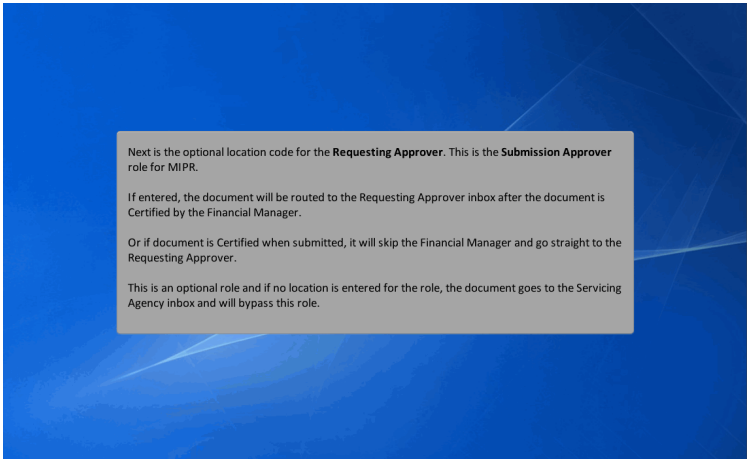 Next is the optional location code for the Requesting Approver. This is the Submission Approver
role for MIPR.
If entered, the document will be routed to the Requesting Approver inbox after the document is
Certified by the Financial Manager.
Or if document is Certified when submitted, it will skip the Financial Manager and go straight to the
Requesting Approver.
This is an optional role and if no location is entered for the role, the document goes to the Servicing
Agency inbox and will bypass this role.